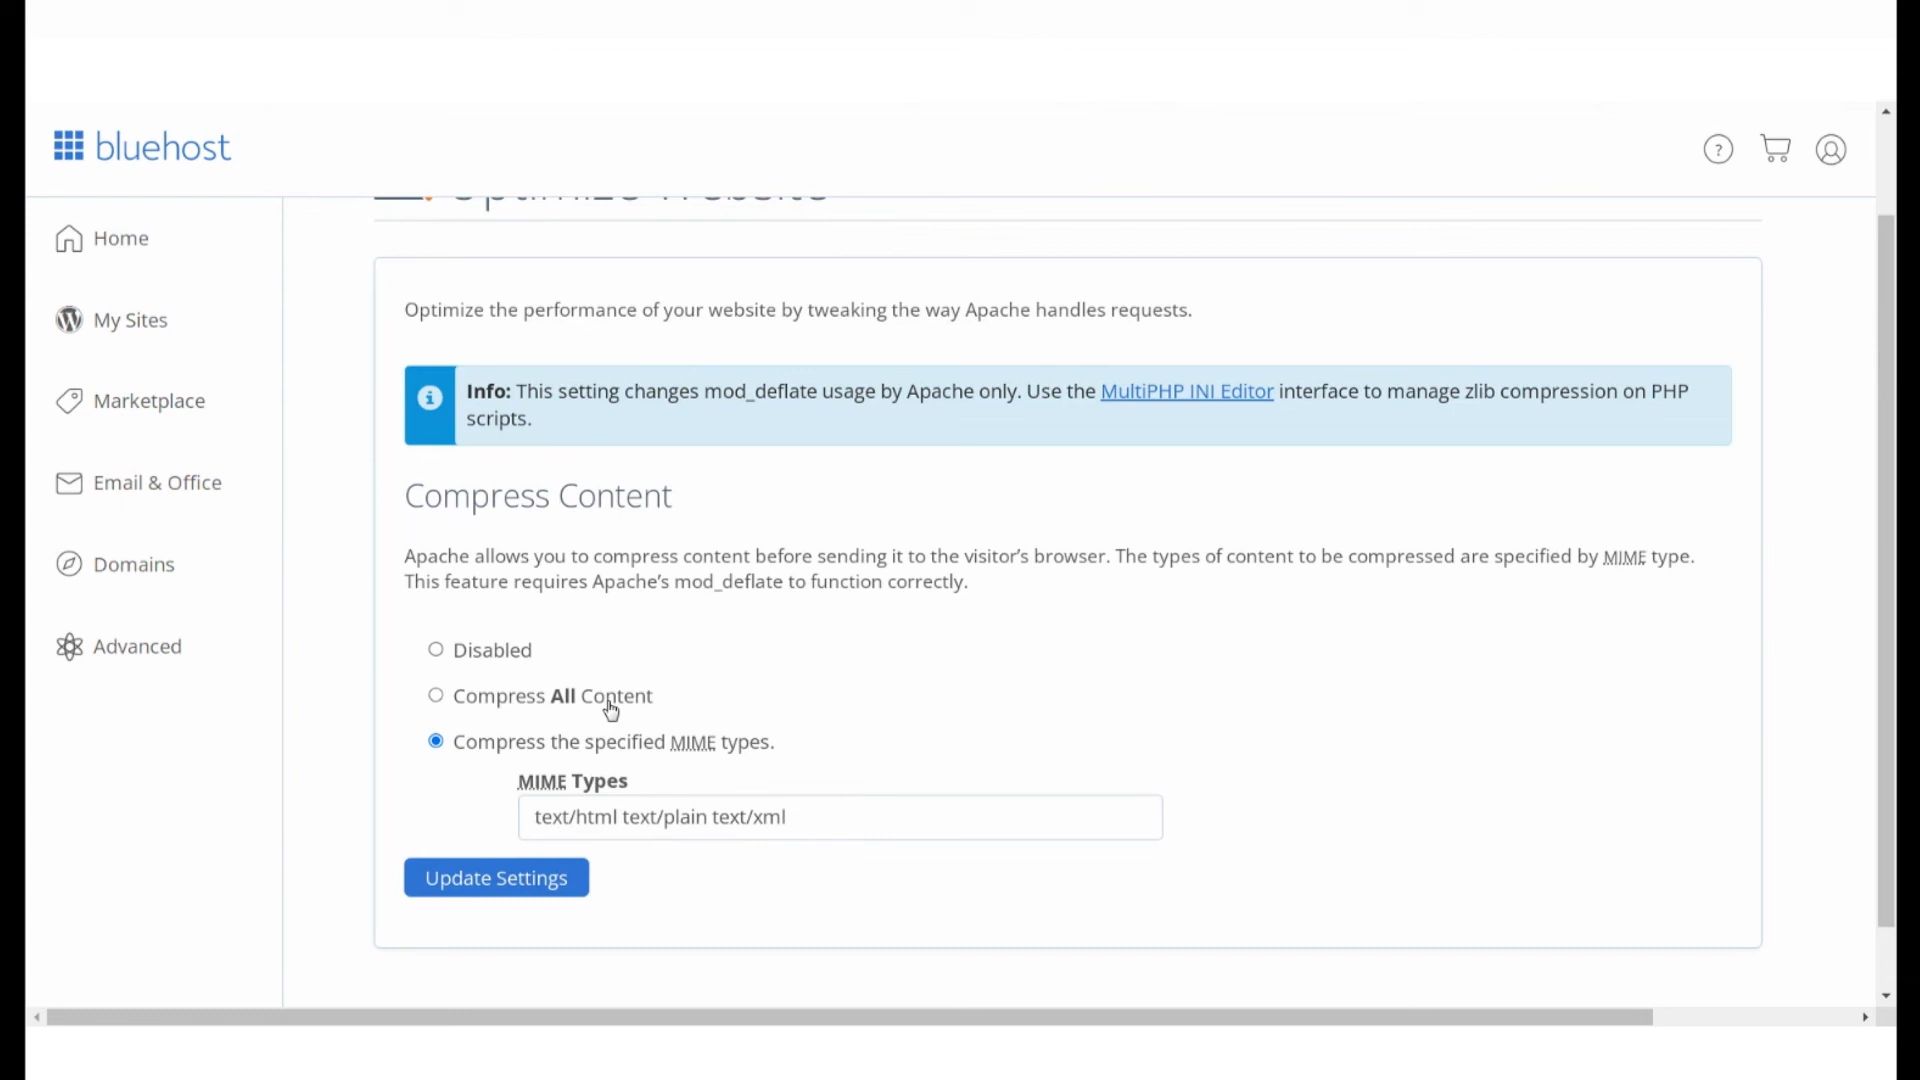 bluehost
?
Optimize Website
Home
My Sites
Marketplace
Email & Office
Domains
Advanced
Optimize the performance of your website by tweaking the way Apache handles requests.
Info: This setting changes mod_deflate usage by Apache only. Use the MultiPHP INI Editor interface to manage zlib compression on PHP
scripts.
Compress Content
Apache allows you to compress content before sending it to the visitor’s browser. The types of content to be compressed are specified by MIME type.
This feature requires Apache’s mod_deflate to function correctly.
Disabled
Compress All Content
Compress the specified MIME types.
MIME Types
text/html text/plain text/xml
Update Settings